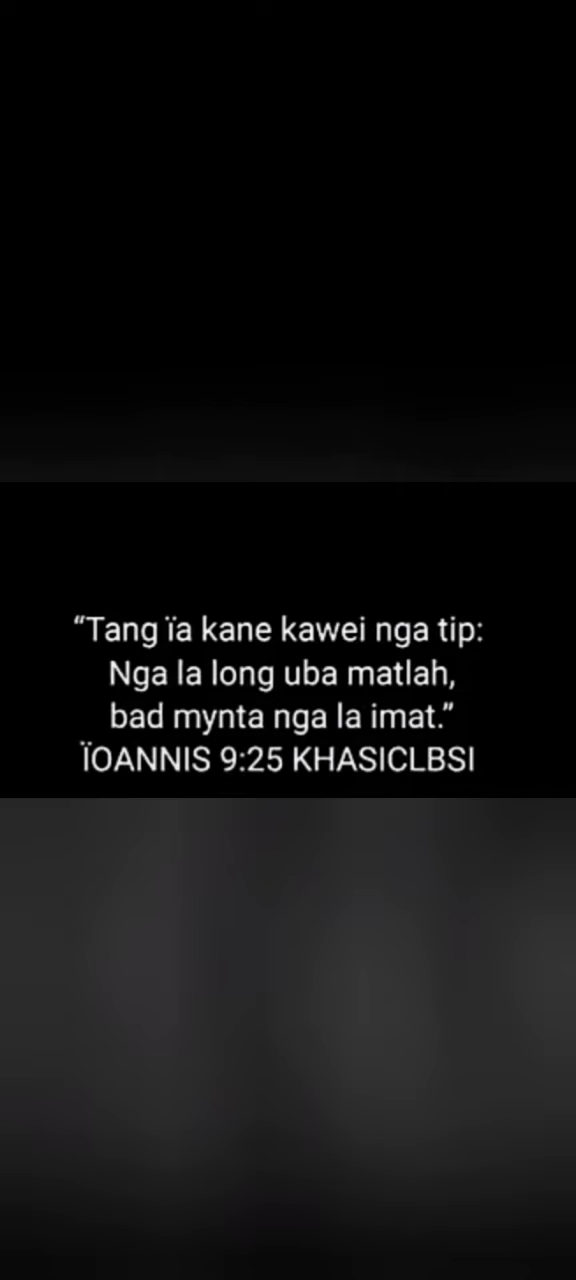 “Tang ïa kane kawei nga tip:
Nga la long uba matlah,
bad mynta nga la imat.”
ÏOANNIS 9:25 KHASICLBSI